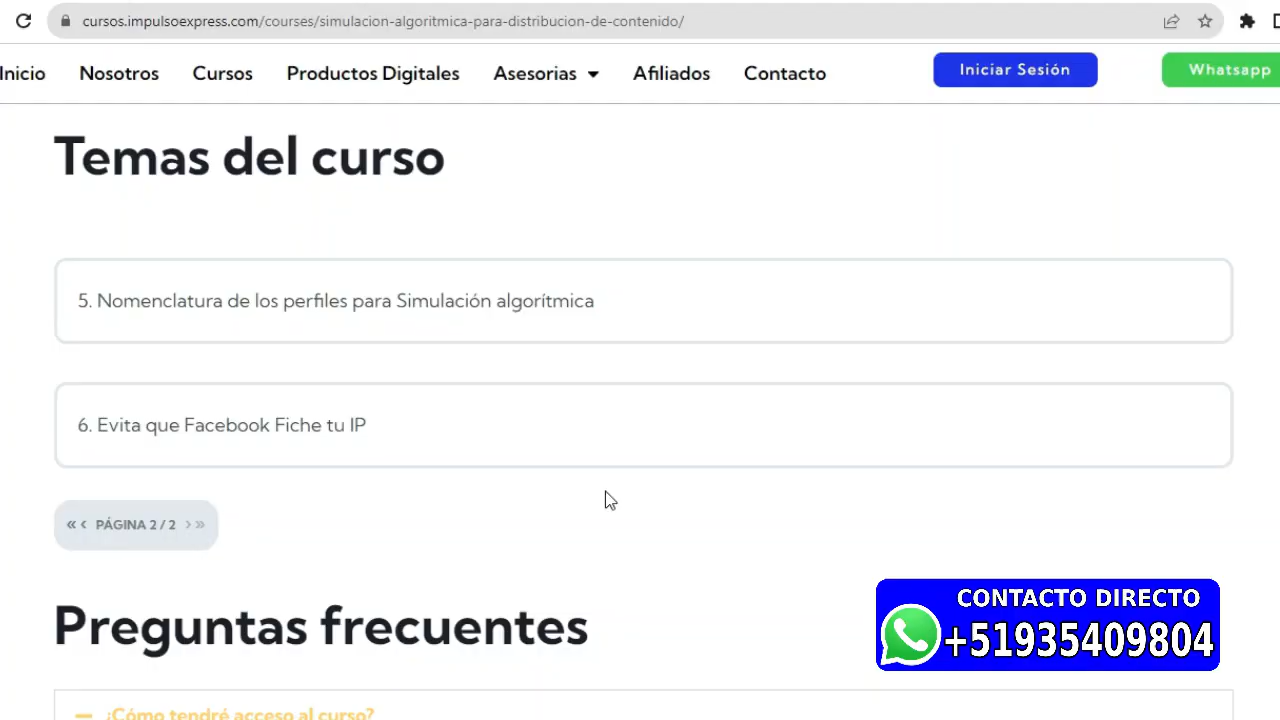 cursos.impulsoexpress.com/courses/simulacion-algoritmica-para-distribucion-de-contenido/
Inicio Nosotros Cursos Productos Digitales Asesorias Afiliados Contacto Iniciar Sesión Whatsapp
Temas del curso
5. Nomenclatura de los perfiles para Simulación algorítmica
6. Evita que Facebook Fiche tu IP
« ‹ PÁGINA 2 / 2 › »
Preguntas frecuentes
CONTACTO DIRECTO
+51935409804
¿Cómo tendré acceso al curso?